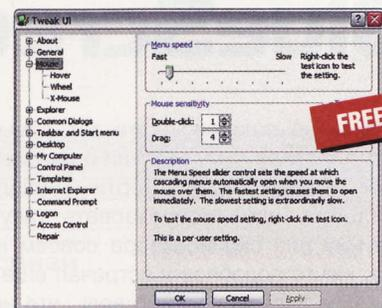 Tweak UI
About
General
Mouse
Hover
Wheel
X-Mouse
Explorer
Common Dialogs
Taskbar and Start menu
Desktop
My Computer
Control Panel
Templates
Internet Explorer
Command Prompt
Logon
Access Control
Repair
Menu speed
Fast Slow
Right-click the
test icon to test
the setting.
Mouse sensitivity
Double-click: 1
Drag: 4
FREE
Description
The Menu Speed slider control sets the speed at which
cascading menus automatically open when you move the
mouse over them. The fastest setting causes them to open
immediately. The slowest setting is extraordinarily slow.
To test the mouse speed setting, right-click the test icon.
This is a per-user setting.
OK Cancel Apply